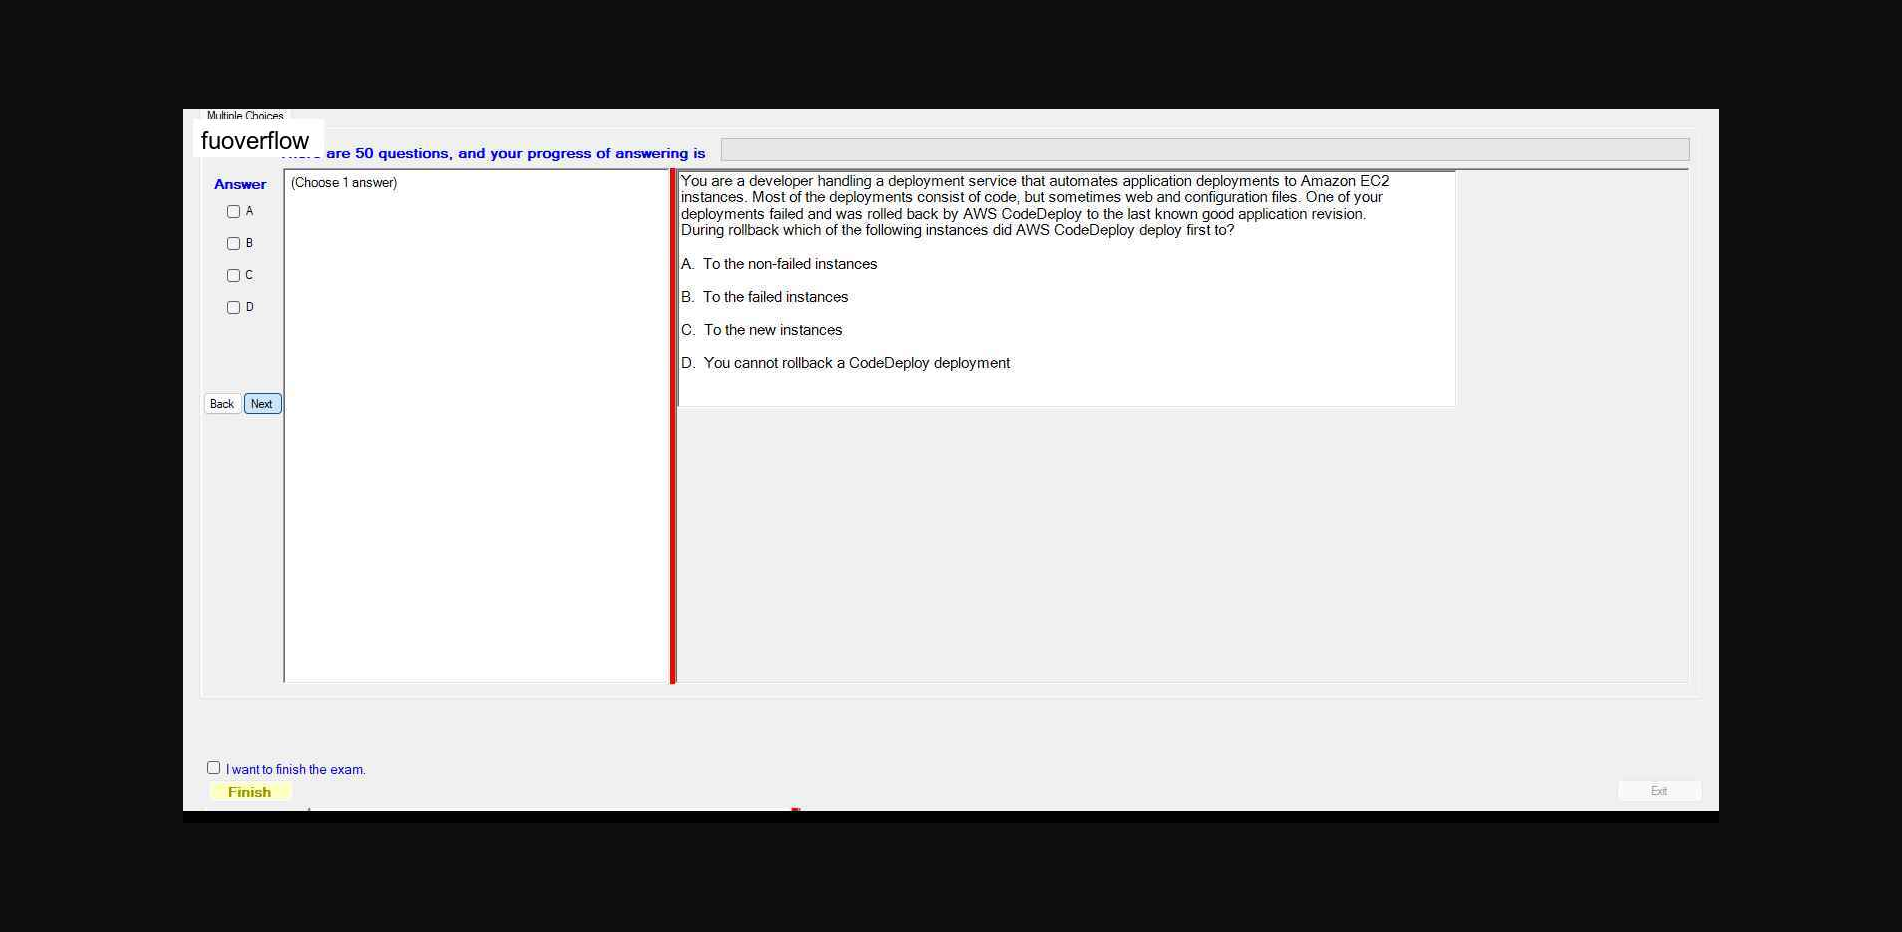 Multiple Choices
fuoverflow
are 50 questions, and your progress of answering is
Answer
(Choose 1 answer)
A
B
C
D
Back Next
You are a developer handling a deployment service that automates application deployments to Amazon EC2
instances. Most of the deployments consist of code, but sometimes web and configuration files. One of your
deployments failed and was rolled back by AWS CodeDeploy to the last known good application revision.
During rollback which of the following instances did AWS CodeDeploy deploy first to?
A. To the non-failed instances
B. To the failed instances
C. To the new instances
D. You cannot rollback a CodeDeploy deployment
I want to finish the exam.
Finish
Exit